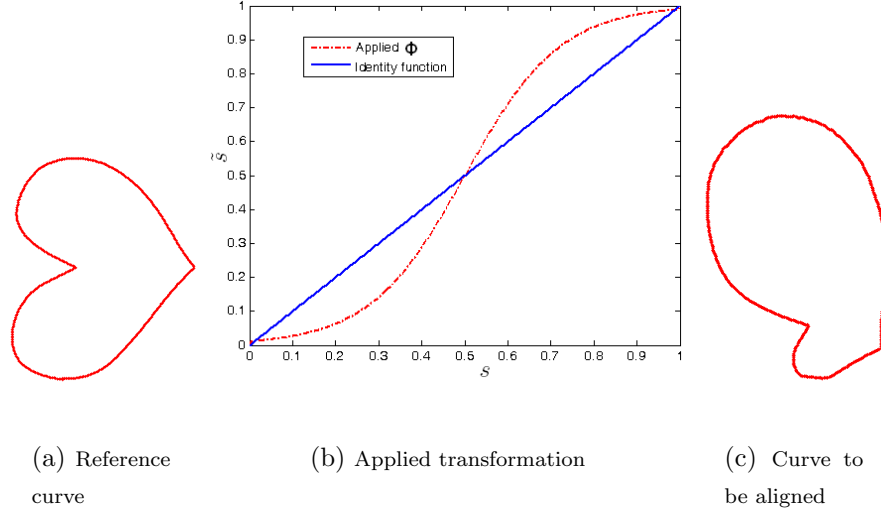 1
0.9
0.8
0.7
0.6
0.5
0.4
0.3
0.2
0.1
0
s̃
Applied Φ
Identity function
0.1 0.2 0.3 0.4 0.5 0.6 0.7 0.8 0.9 1
s
(a) Reference
curve
(b) Applied transformation
(c) Curve to
be aligned